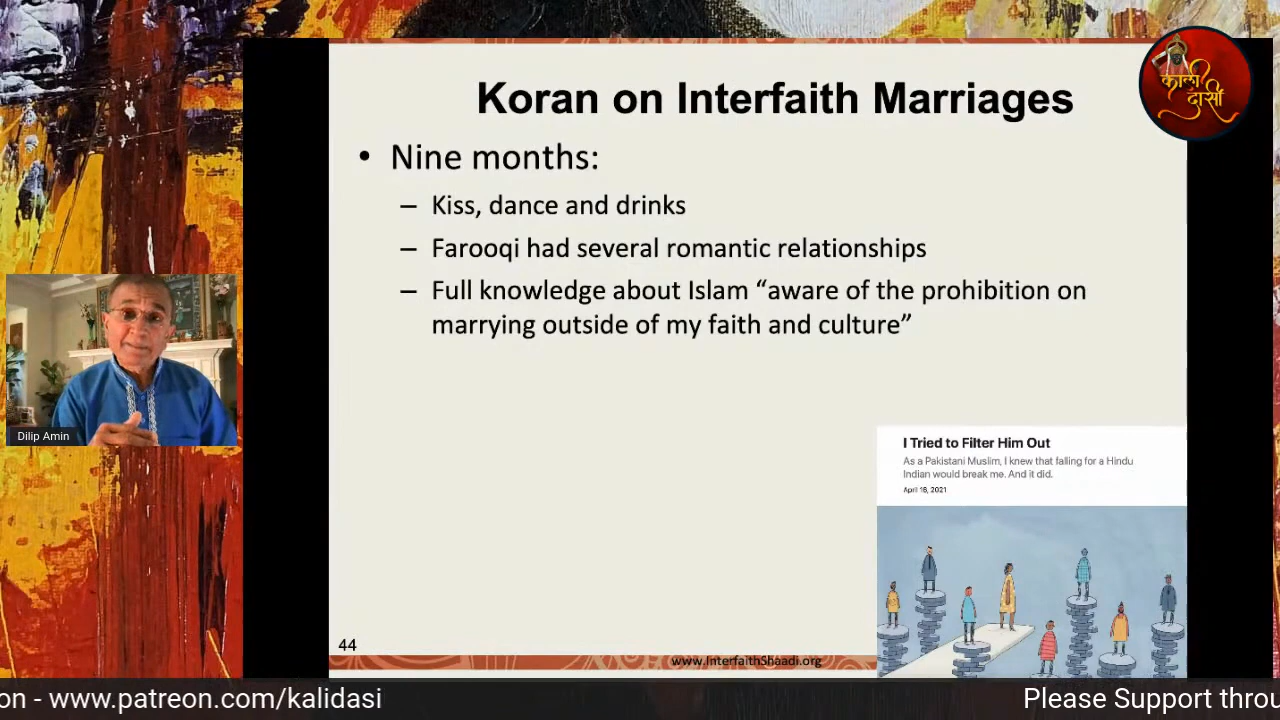 Koran on Interfaith Marriages
काली
दासी
• Nine months:
– Kiss, dance and drinks
– Farooqi had several romantic relationships
– Full knowledge about Islam “aware of the prohibition on
marrying outside of my faith and culture”
Dilip Amin
I Tried to Filter Him Out
As a Pakistani Muslim, I knew that falling for a Hindu
Indian would break me. And it did.
April 16, 2021
44
www.InterfaithShaadi.org
on - www.patreon.com/kalidasi
Please Support throu